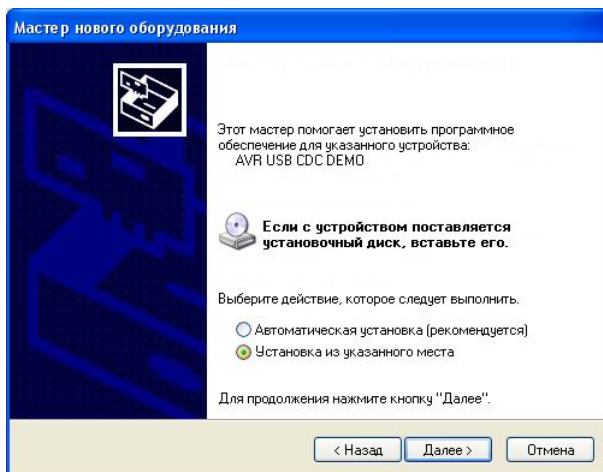 Мастер нового оборудования
Этот мастер помогает установить программное
обеспечение для указанного устройства:
AVR USB CDC DEMO
Если с устройством поставляется
установочный диск, вставьте его.
Выберите действие, которое следует выполнить.
Автоматическая установка (рекомендуется)
Установка из указанного места
Для продолжения нажмите кнопку "Далее".
< Назад
Далее >
Отмена